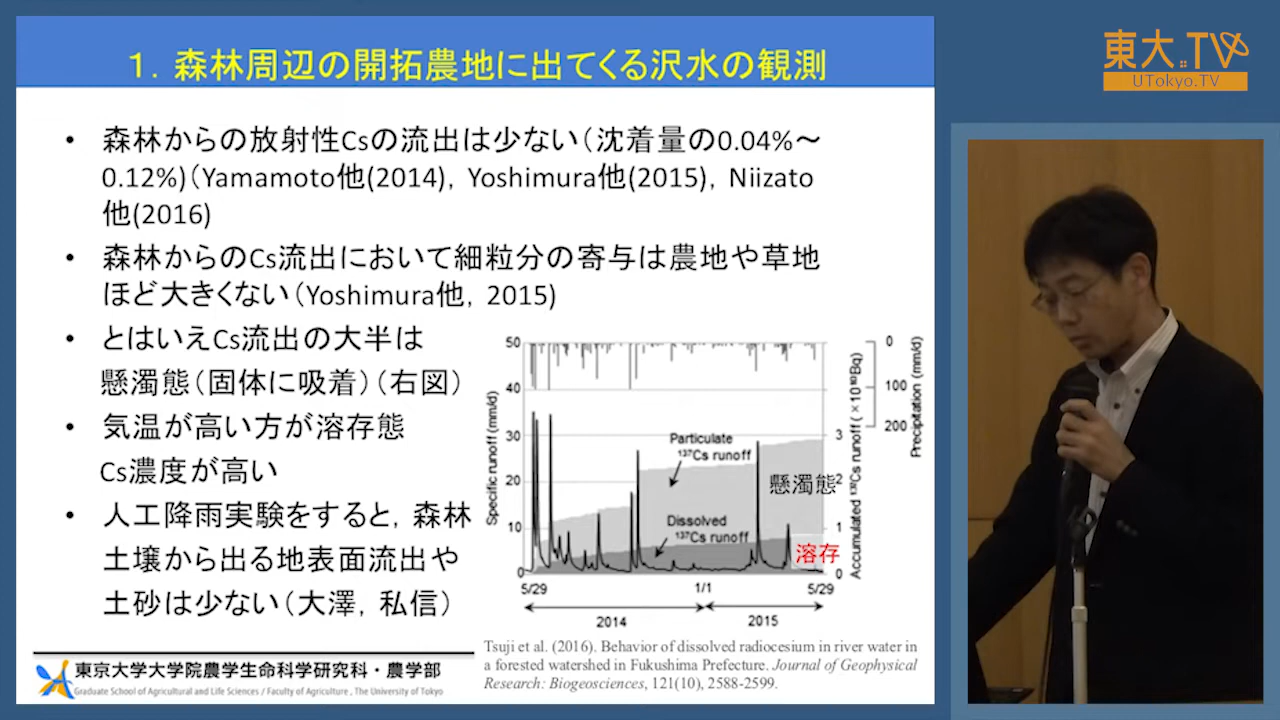 東大.TV
UTokyo.TV
1．森林周辺の開拓農地に出てくる沢水の観測
• 森林からの放射性Csの流出は少ない（沈着量の0.04%～
0.12%)（Yamamoto他(2014)，Yoshimura他(2015)，Niizato
他(2016)
• 森林からのCs流出において細粒分の寄与は農地や草地
ほど大きくない（Yoshimura他，2015)
• とはいえCs流出の大半は
懸濁態（固体に吸着）（右図）
• 気温が高い方が溶存態
Cs濃度が高い
• 人工降雨実験をすると，森林
土壌から出る地表面流出や
土砂は少ない（大澤，私信）
Specific runoff (mm/d)
50
40
30
20
10
0
Particulate
¹³⁷Cs runoff
Dissolved
¹³⁷Cs runoff
懸濁態
溶存
3
2
1
0
Accumulated ¹³⁷Cs runoff (×10¹⁰Bq)
0
100
200
Precipitation (mm/d)
5/29
1/1
5/29
2014
2015
Tsuji et al. (2016). Behavior of dissolved radiocesium in river water in
a forested watershed in Fukushima Prefecture. Journal of Geophysical
Research: Biogeosciences, 121(10), 2588-2599.
東京大学大学院農学生命科学研究科・農学部
Graduate School of Agricultural and Life Sciences / Faculty of Agriculture , The University of Tokyo